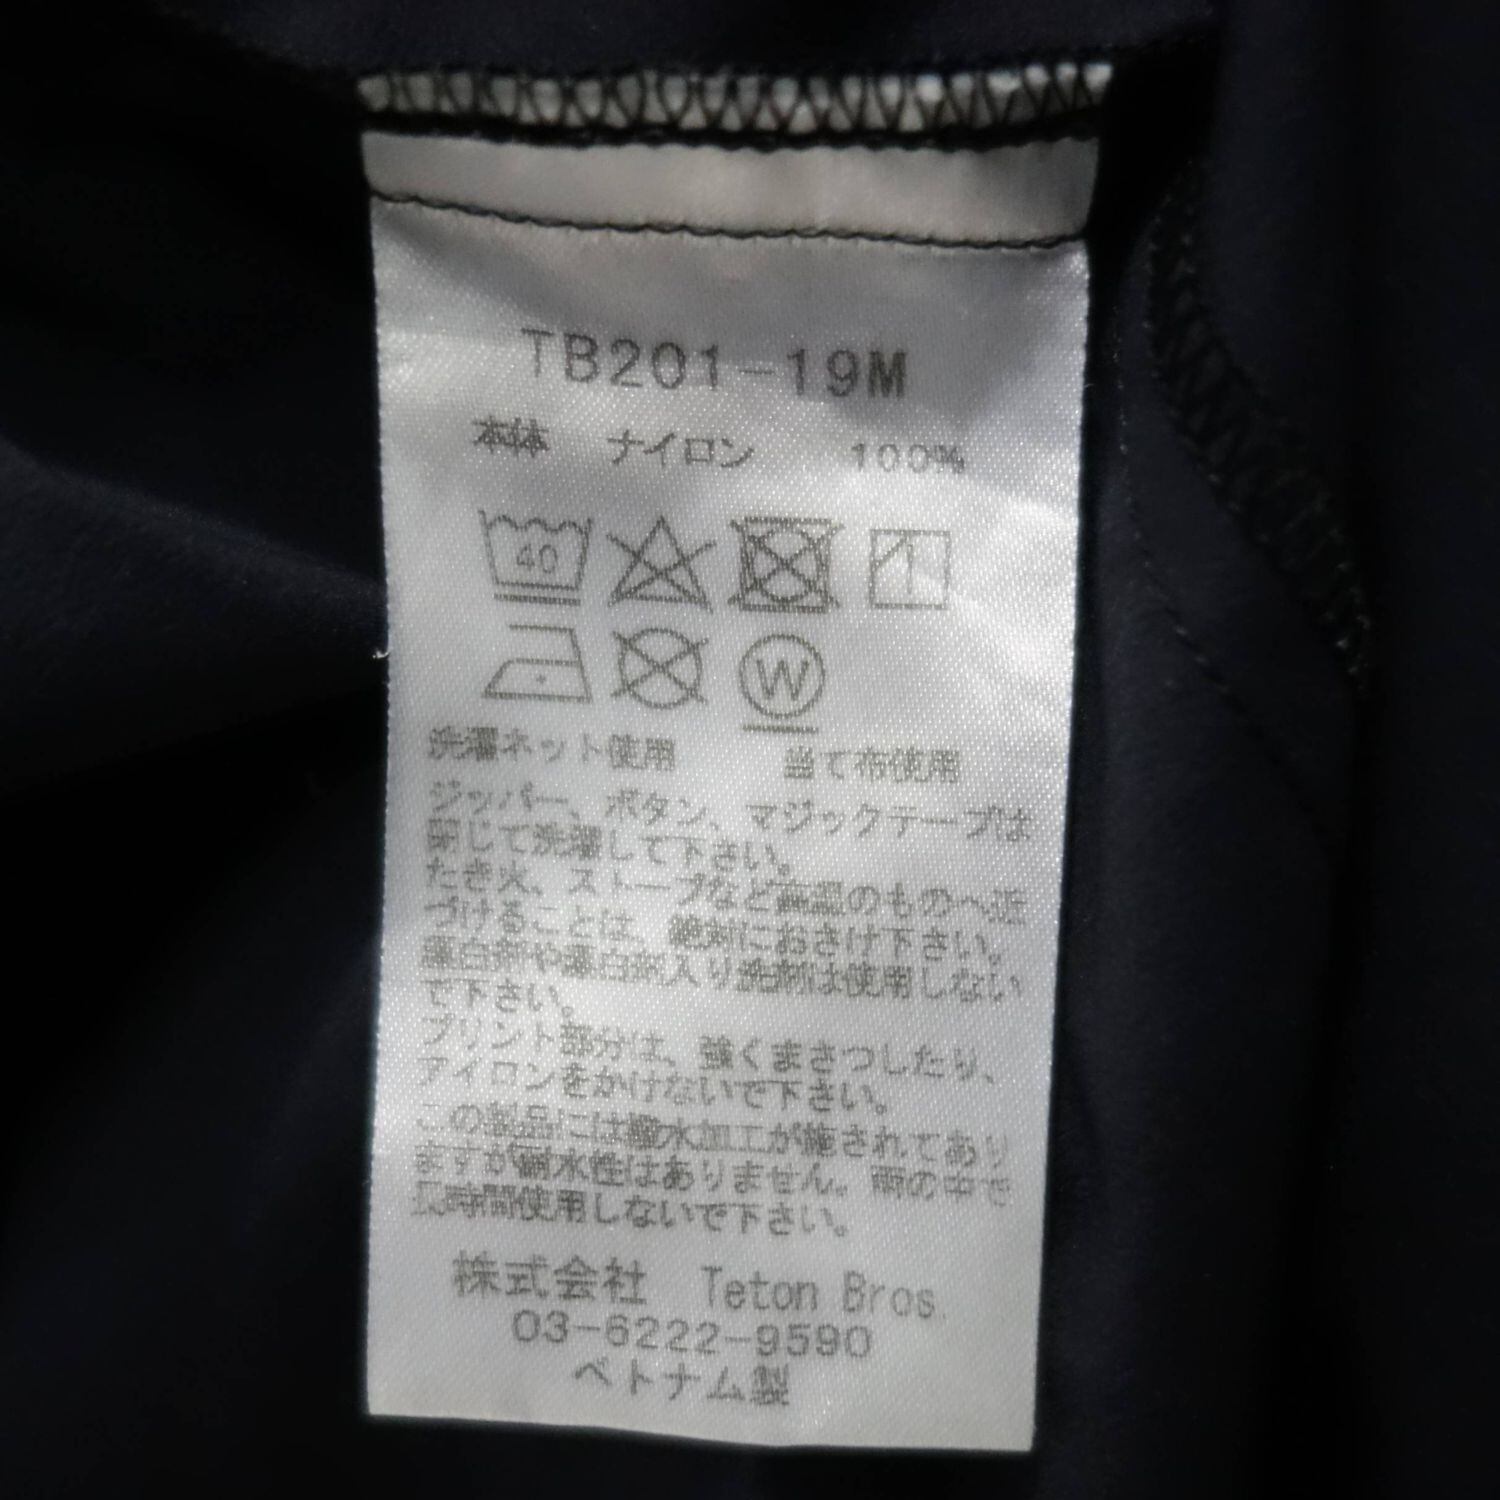 TB201-19M
本体 ナイロン 100%
40
W
洗濯ネット使用 当て布使用
ジッパー、ボタン、マジックテープは
閉じて洗濯して下さい。
たき火、ストーブなど高温のものへ近
づけることは、絶対におさけ下さい。
漂白剤や漂白剤入り洗剤は使用しない
で下さい。
プリント部分は、強くまさつしたり、
アイロンをかけないで下さい。
この製品には撥水加工が施されてあり
ますが耐水性はありません。雨の中で
長時間使用しないで下さい。
株式会社 Teton Bros.
03-6222-9590
ベトナム製